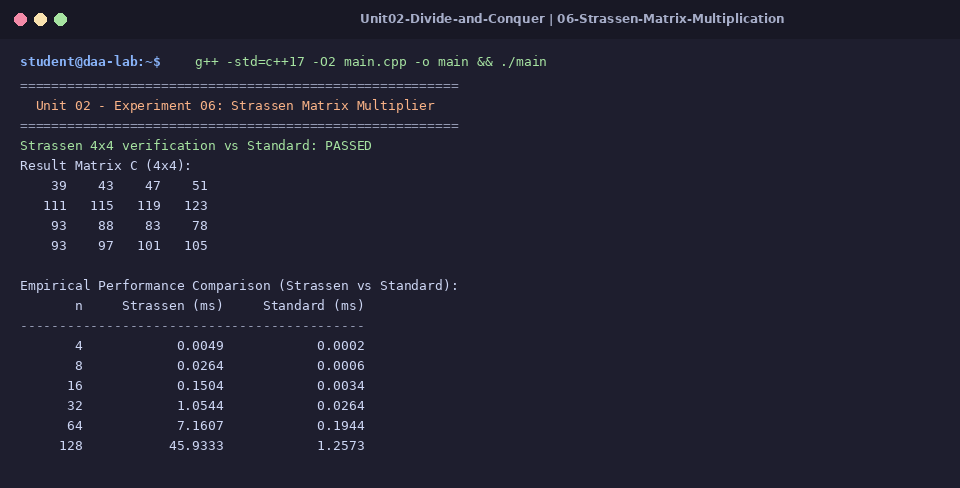 Unit02-Divide-and-Conquer | 06-Strassen-Matrix-Multiplication
student@daa-lab:~$ g++ -std=c++17 -O2 main.cpp -o main && ./main
========================================================
  Unit 02 - Experiment 06: Strassen Matrix Multiplier
========================================================
Strassen 4x4 verification vs Standard: PASSED
Result Matrix C (4x4):
    39    43    47    51
   111   115   119   123
    93    88    83    78
    93    97   101   105
Empirical Performance Comparison (Strassen vs Standard):
       n     Strassen (ms)     Standard (ms)
--------------------------------------------
       4            0.0049            0.0002
       8            0.0264            0.0006
      16            0.1504            0.0034
      32            1.0544            0.0264
      64            7.1607            0.1944
     128           45.9333            1.2573